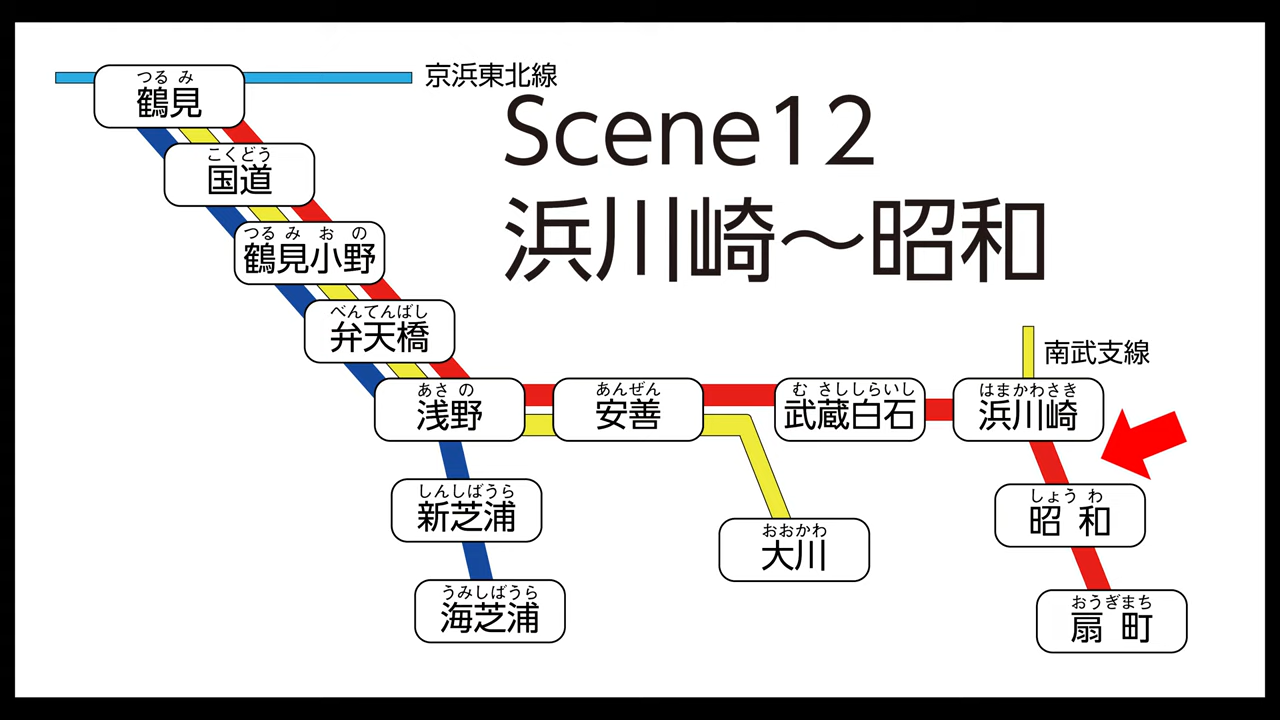 京浜東北線
つるみ
鶴見
Scene12
浜川崎～昭和
こくどう
国道
つるみおの
鶴見小野
べんてんばし
弁天橋
南武支線
あさの
浅野
あんぜん
安善
むさししらいし
武蔵白石
はまかわさき
浜川崎
しんしばうら
新芝浦
しょうわ
昭和
おおかわ
大川
うみしばうら
海芝浦
おうぎまち
扇町